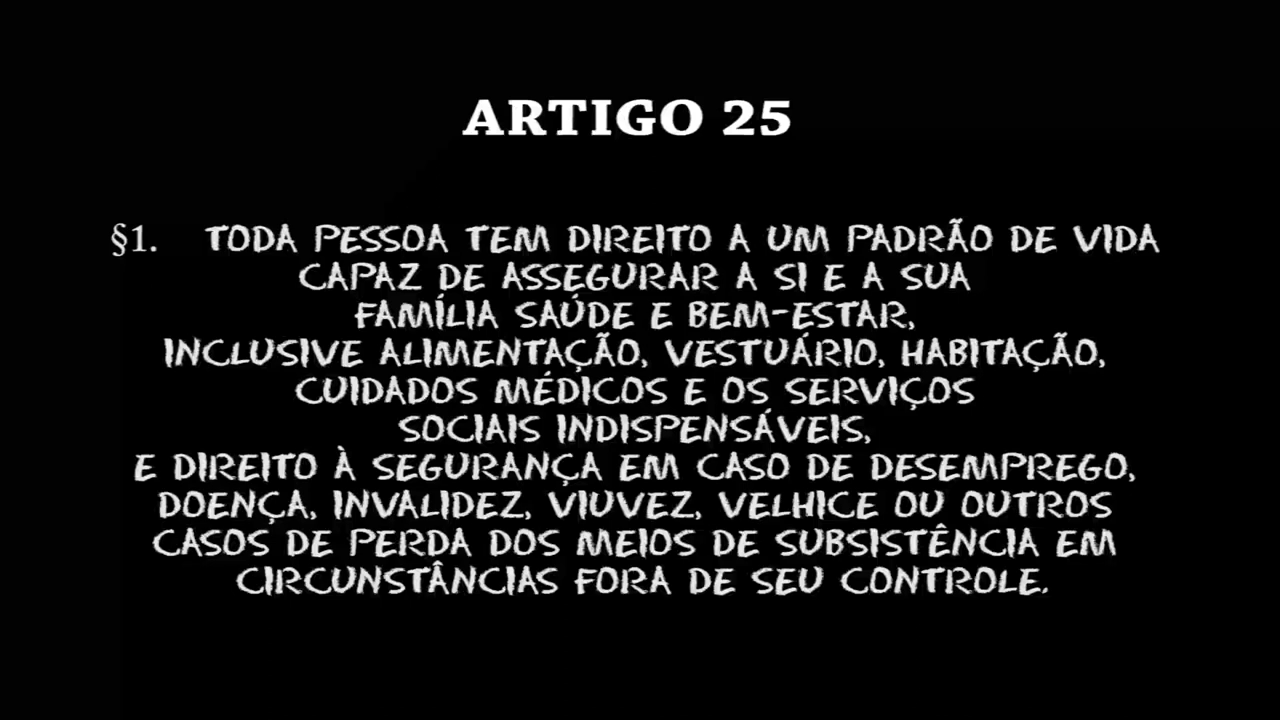 ARTIGO 25
§1. TODA PESSOA TEM DIREITO A UM PADRÃO DE VIDA
CAPAZ DE ASSEGURAR A SI E A SUA
FAMÍLIA SAÚDE E BEM-ESTAR,
INCLUSIVE ALIMENTAÇÃO, VESTUÁRIO, HABITAÇÃO,
CUIDADOS MÉDICOS E OS SERVIÇOS
SOCIAIS INDISPENSÁVEIS,
E DIREITO À SEGURANÇA EM CASO DE DESEMPREGO,
DOENÇA, INVALIDEZ, VIUVEZ, VELHICE OU OUTROS
CASOS DE PERDA DOS MEIOS DE SUBSISTÊNCIA EM
CIRCUNSTÂNCIAS FORA DE SEU CONTROLE.